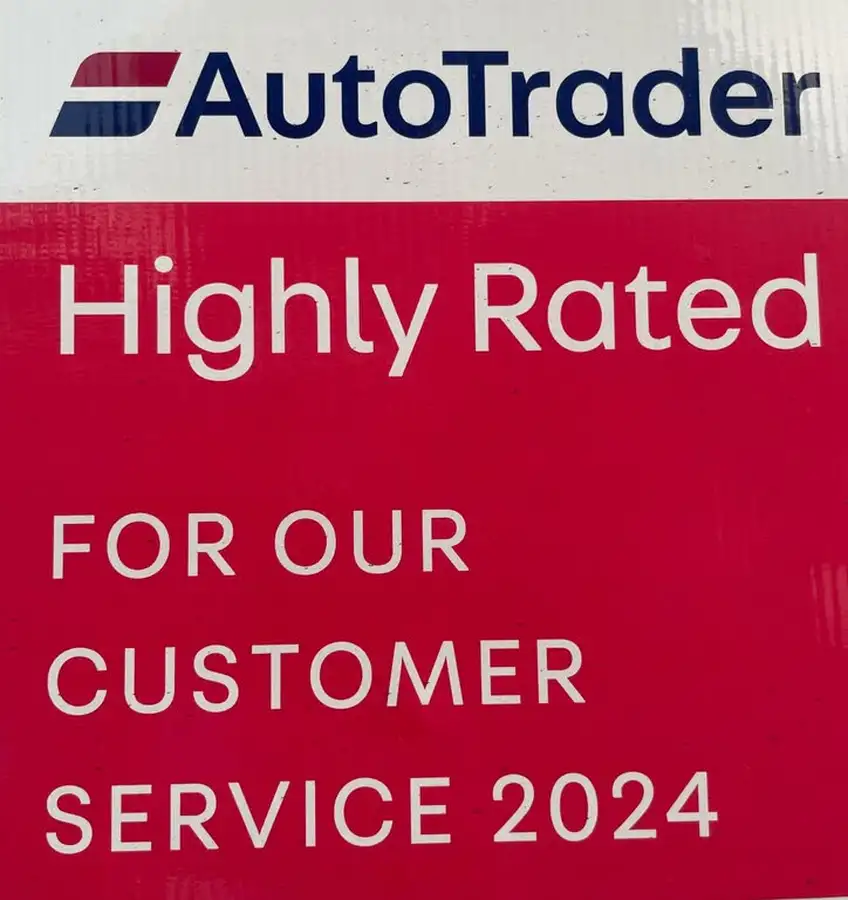 AutoTrader
Highly Rated
FOR OUR
CUSTOMER
SERVICE 2024